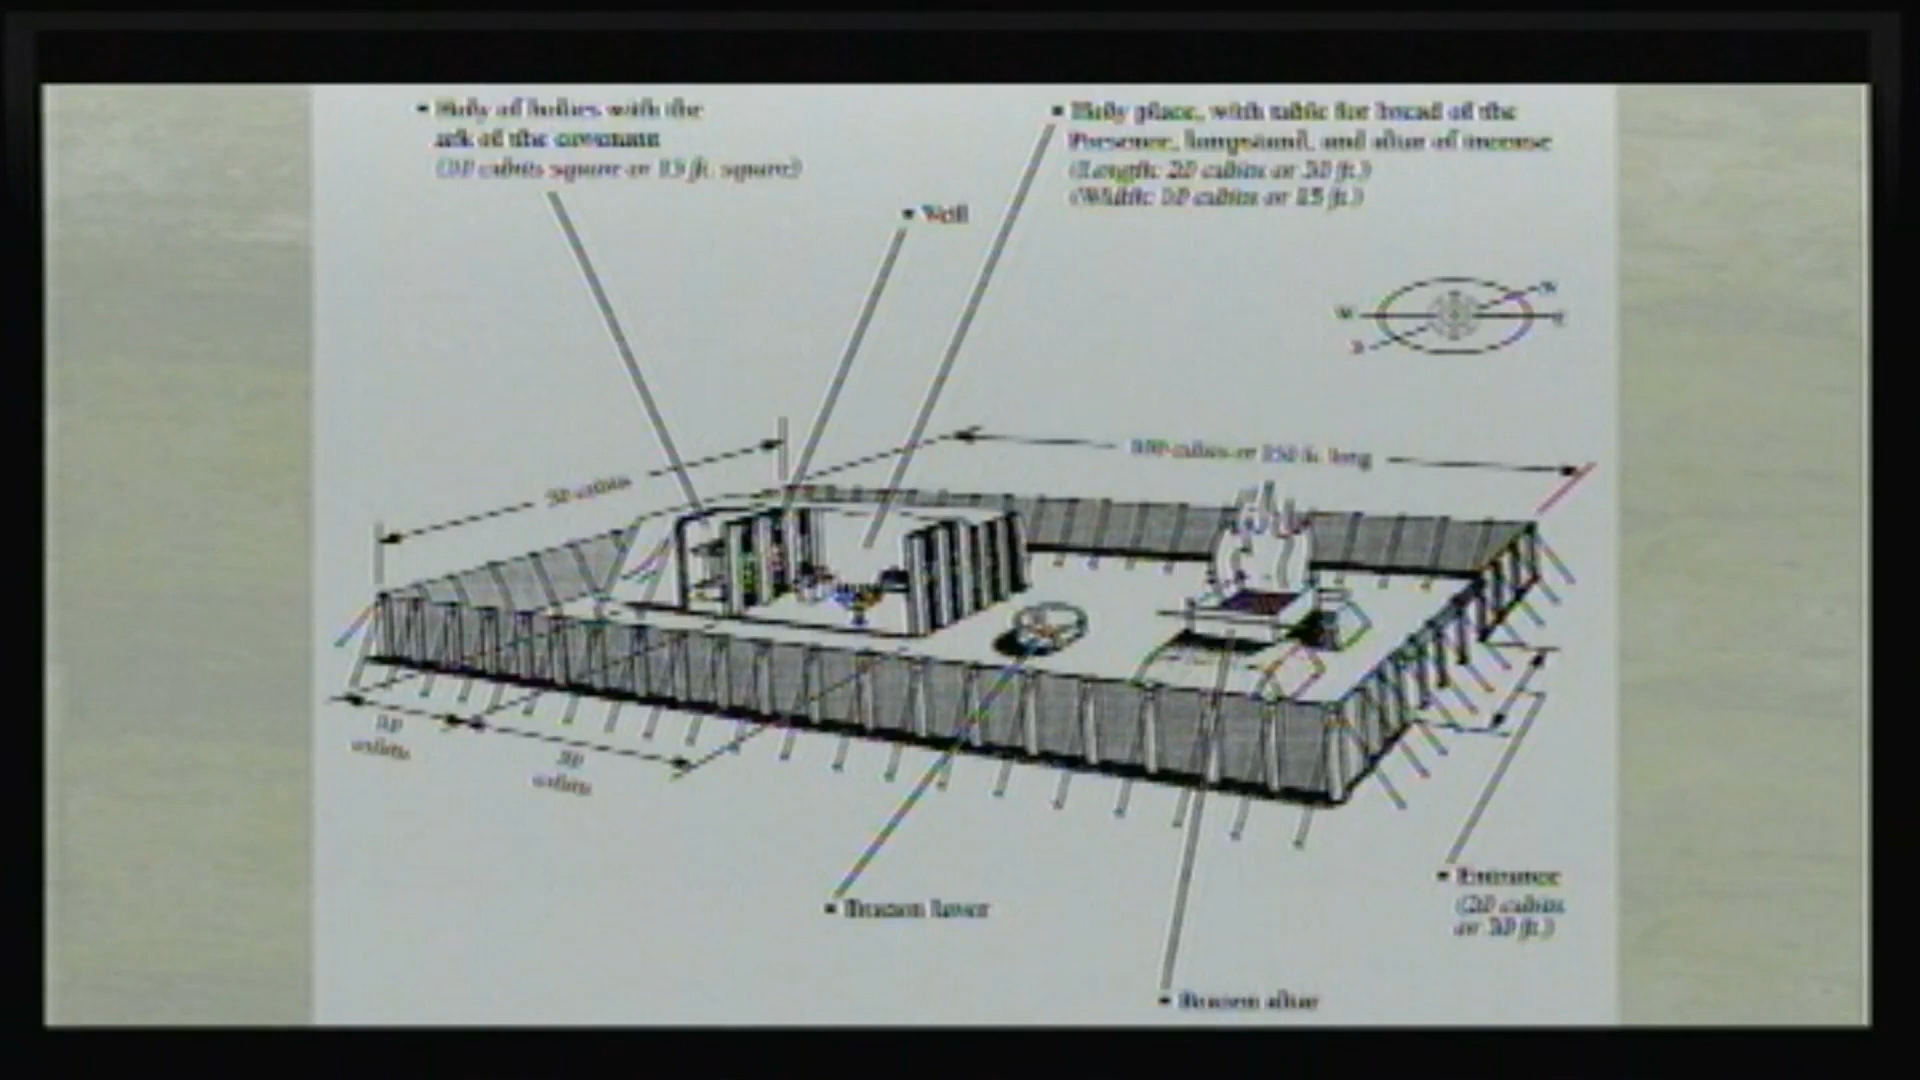 ▪ Holy of holies with the
ark of the covenant
(10 cubits square or 15 ft. square)
▪ Holy place, with table for bread of the
Presence, lampstand, and altar of incense
(Length: 20 cubits or 30 ft.)
(Width: 10 cubits or 15 ft.)
▪ Veil
N
W
E
S
100 cubits or 150 ft. long
50 cubits
10
cubits
20
cubits
▪ Entrance
(20 cubits
or 30 ft.)
▪ Brazen laver
▪ Brazen altar